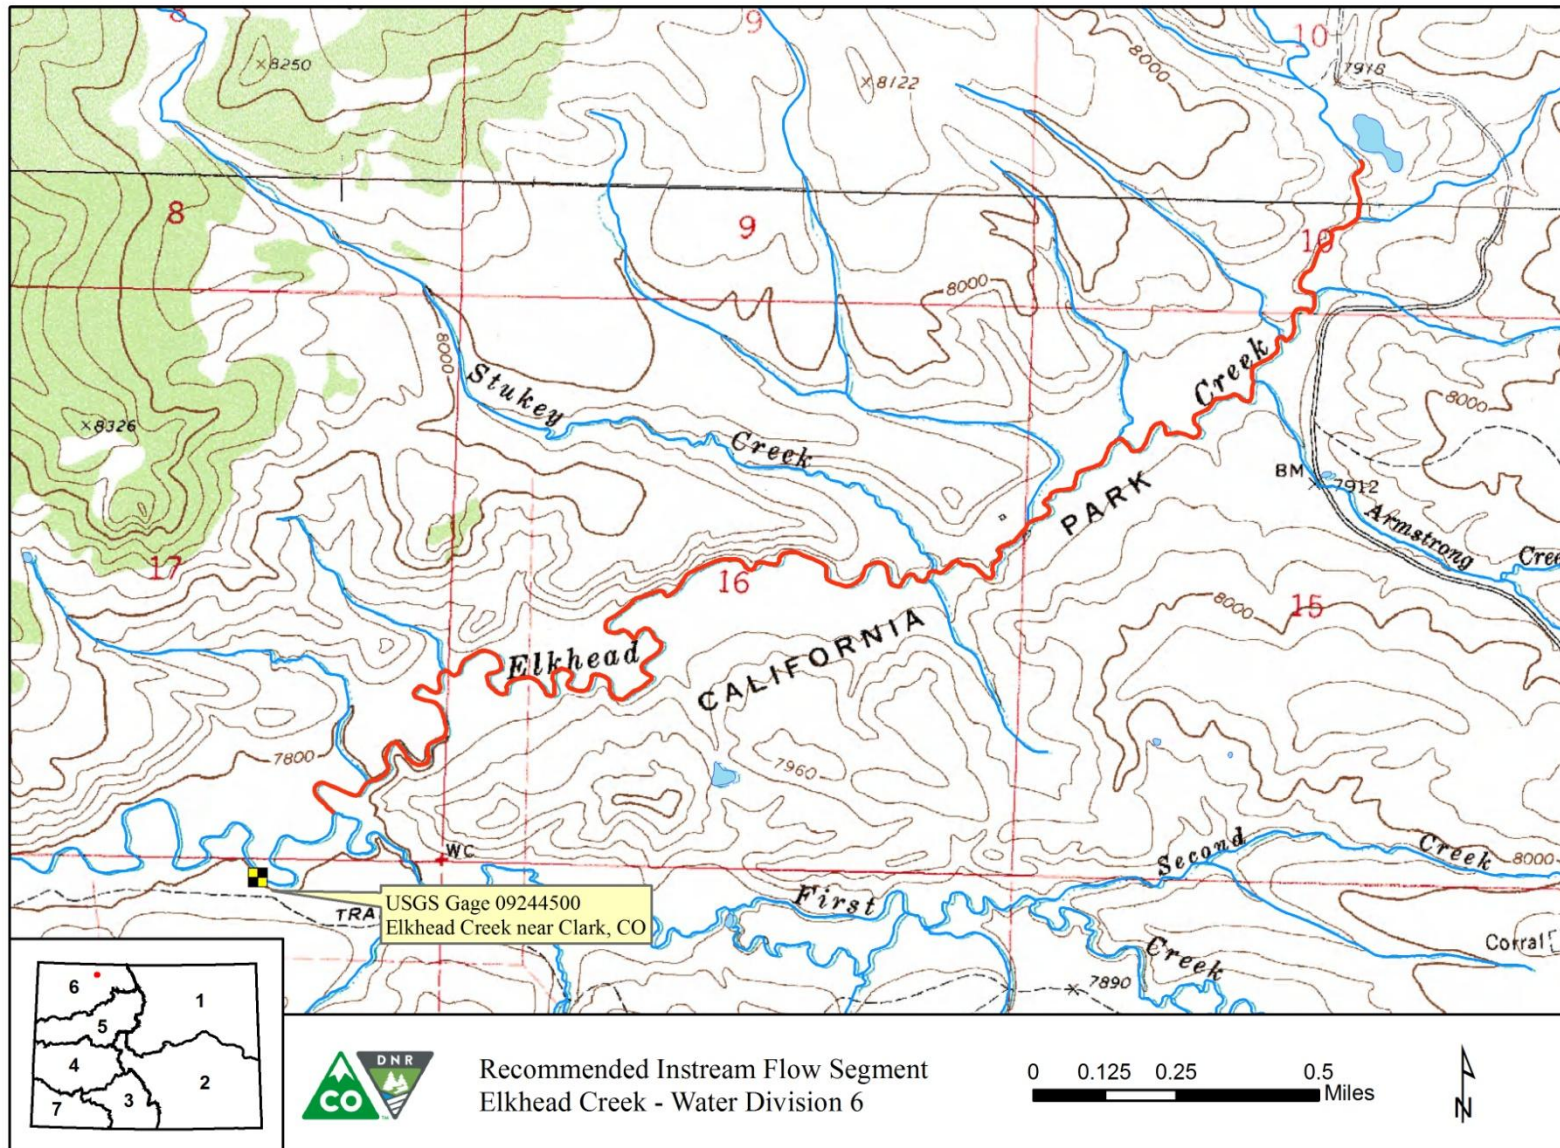 8
9
10
×8250
×8122
8000
×7918
8
9
10
8000
8000
Stukey
Creek
Creek
8000
×8326
BM
×7912
PARK
Armstrong
Cree
17
16
8000
15
Elkhead
CALIFORNIA
7800
7960
WC
Second
Creek
8000
First
USGS Gage 09244500
Elkhead Creek near Clark, CO
TRA
Creek
Corral
×7890
6
1
5
4
2
3
7
CO
TM
DNR
Recommended Instream Flow Segment
Elkhead Creek - Water Division 6
0 0.125 0.25 0.5
Miles
N